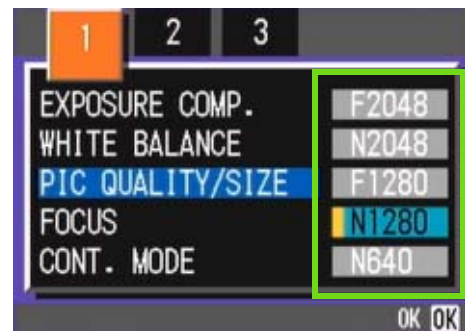 1 2 3
EXPOSURE COMP. F2048
WHITE BALANCE N2048
PIC QUALITY/SIZE F1280
FOCUS N1280
CONT. MODE N640
OK OK